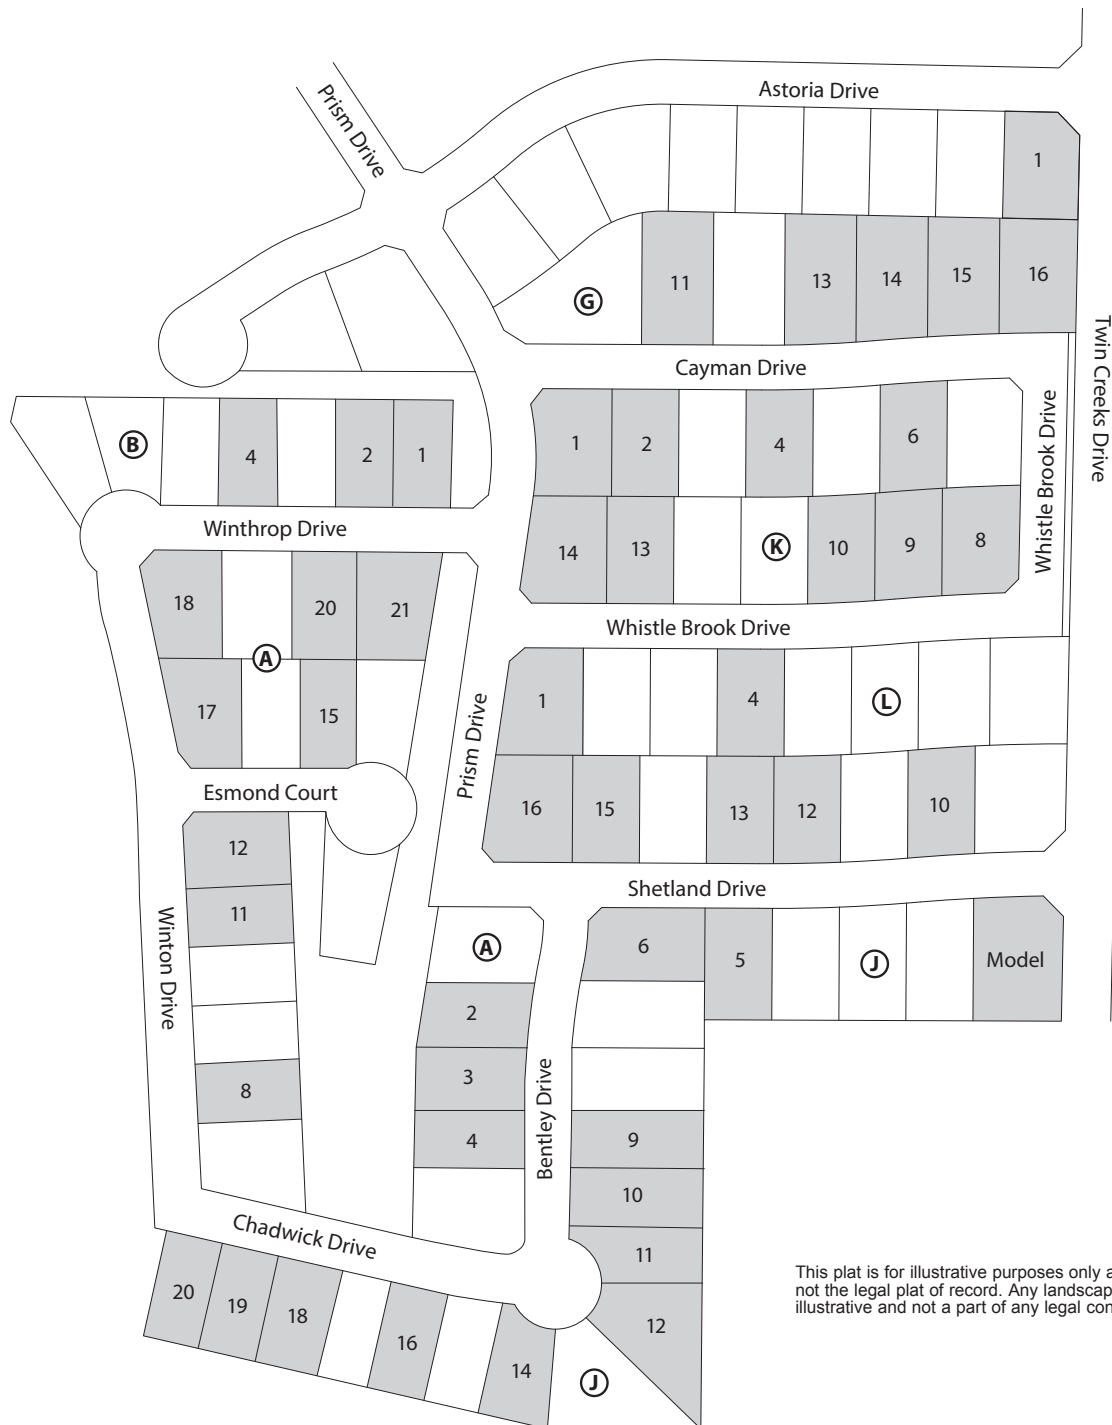 Prism Drive
Astoria Drive
1
G
11
13
14
15
16
Cayman Drive
Twin Creeks Drive
B
4
2
1
1
2
4
6
Whistle Brook Drive
Winthrop Drive
14
13
K
10
9
8
18
20
21
A
Whistle Brook Drive
17
15
Prism Drive
1
4
L
Esmond Court
16
15
13
12
10
12
11
Winton Drive
8
Shetland Drive
A
2
3
4
Bentley Drive
6
5
J
Model
9
10
11
12
Chadwick Drive
20
19
18
16
14
J
This plat is for illustrative purposes only a
not the legal plat of record. Any landscap
illustrative and not a part of any legal con